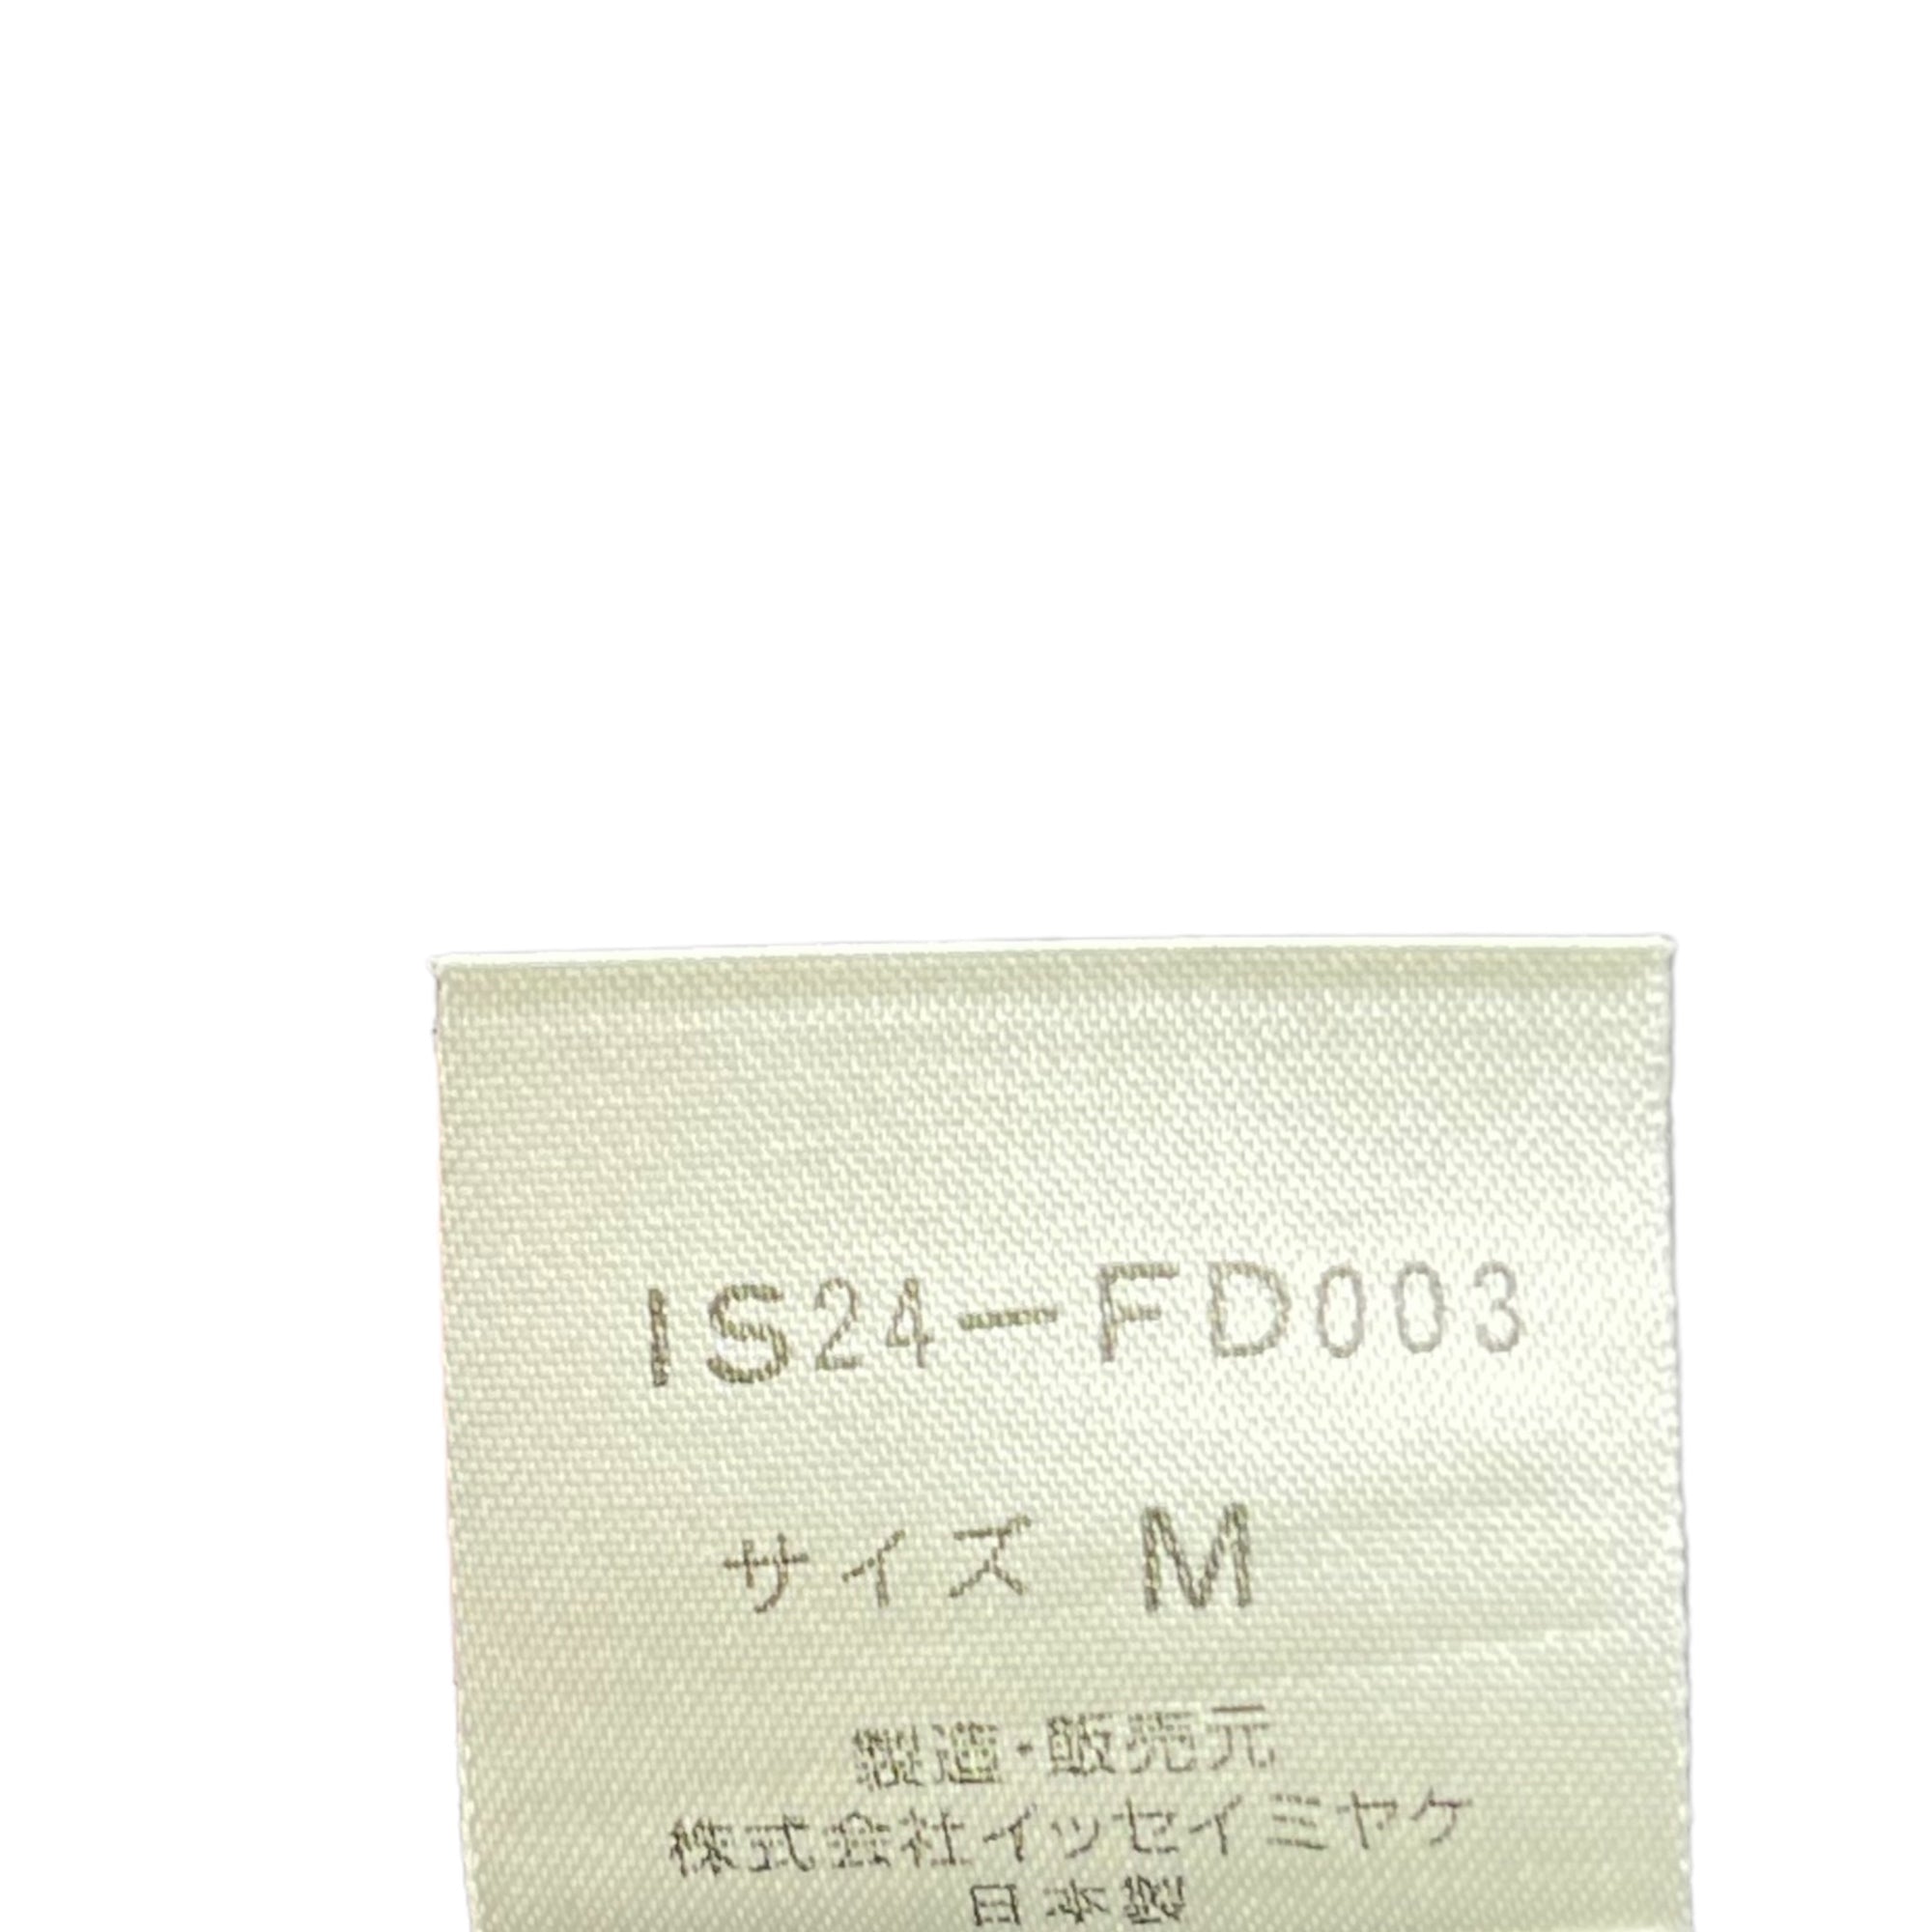 IS24-FD003
サイズ M
製造・販売元
株式会社イッセイミヤケ
日本製